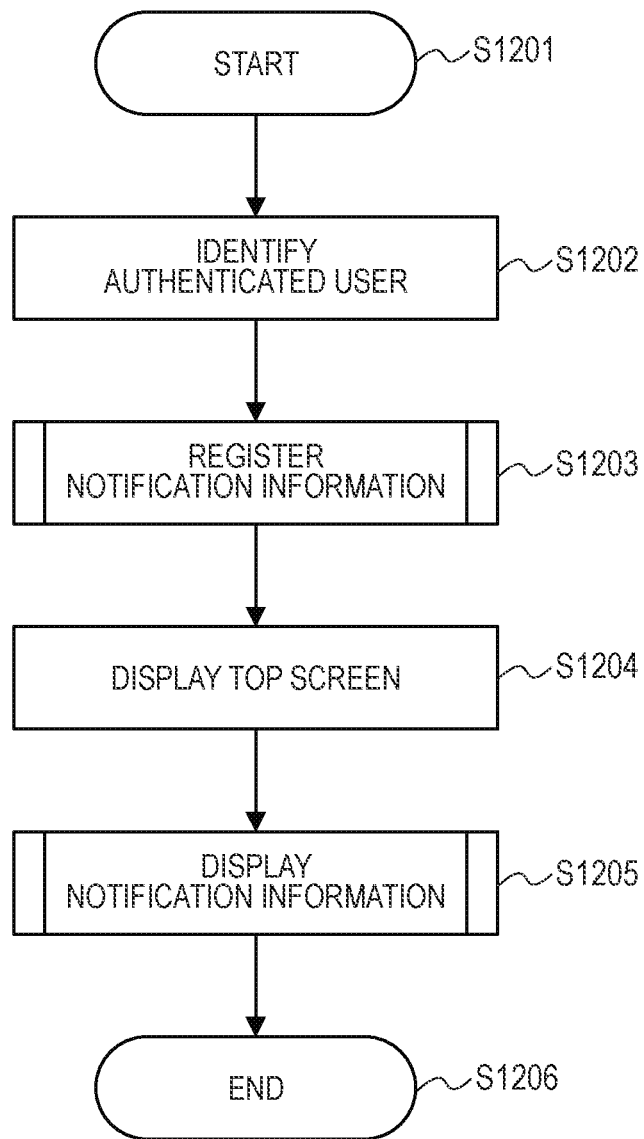 START
S1201
IDENTIFY
AUTHENTICATED USER
S1202
REGISTER
NOTIFICATION INFORMATION
S1203
DISPLAY TOP SCREEN
S1204
DISPLAY
NOTIFICATION INFORMATION
S1205
END
S1206